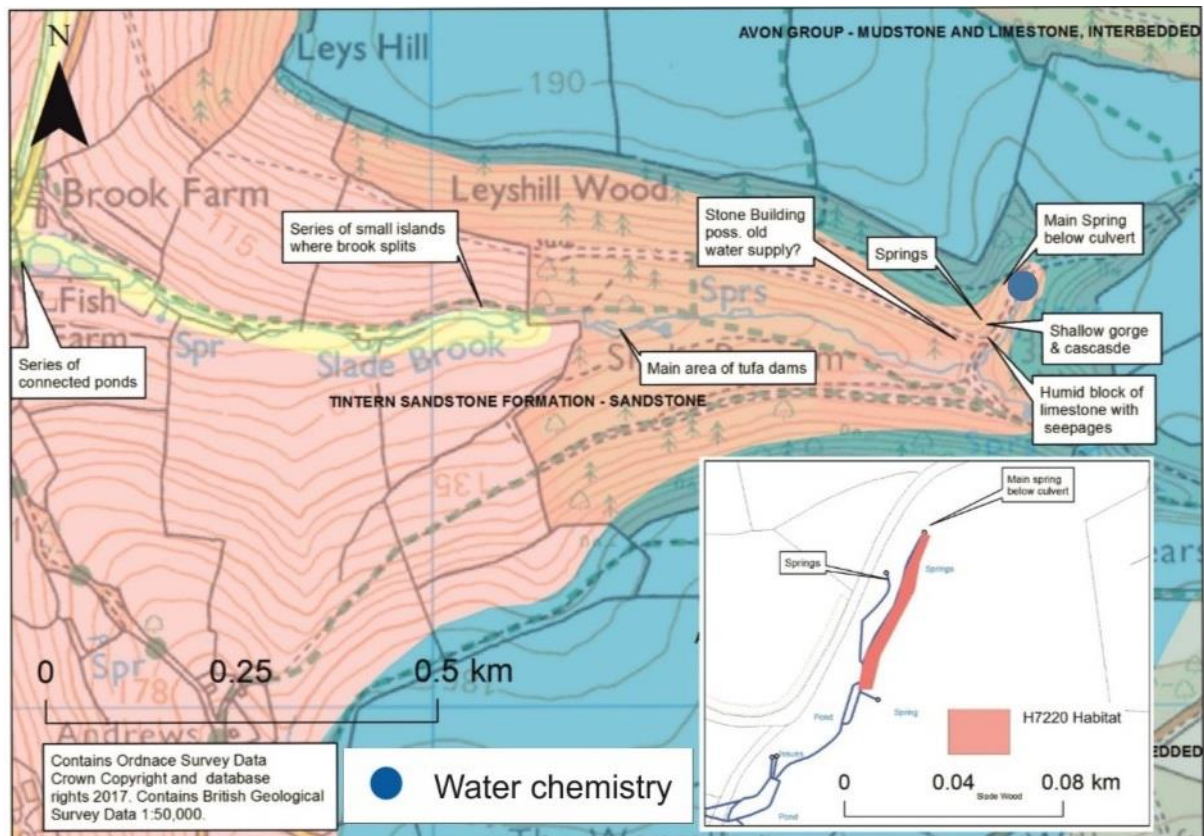 N
Leys Hill
AVON GROUP - MUDSTONE AND LIMESTONE, INTERBEDDED
190
Brook Farm
115
Series of small islands
where brook splits
Leyshill Wood
Stone Building
poss. old
water supply?
Springs
Main Spring
below culvert
Sprs
Fish
Farm
Spr
Slade Brook
Series of
connected ponds
Main area of tufa dams
Shallow gorge
& cascasde
Humid block of
limestone with
seepages
TINTERN SANDSTONE FORMATION - SANDSTONE
135
Spr
178
Andrews
0 0.25 0.5 km
Contains Ordnace Survey Data
Crown Copyright and database
rights 2017. Contains British Geological
Survey Data 1:50,000.
Water chemistry
Main spring
below culvert
Springs
Springs
Spring
Pond
Issues
Pond
H7220 Habitat
0 0.04 0.08 km
Slade Wood